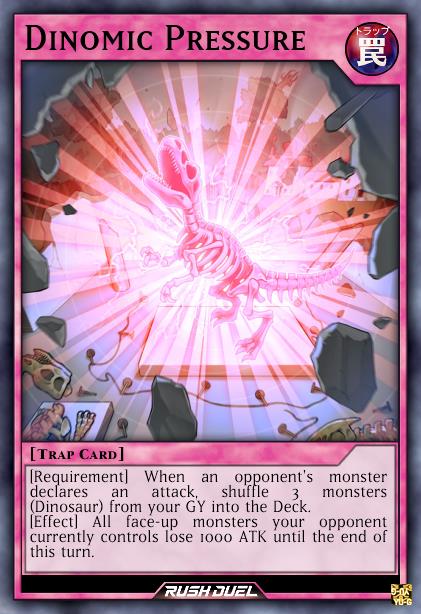 Dinomic Pressure
トラップ
罠
[Trap Card]
[Requirement] When an opponent's monster
declares an attack, shuffle 3 monsters
(Dinosaur) from your GY into the Deck.
[Effect] All face-up monsters your opponent
currently controls lose 1000 ATK until the end of
this turn.
RUSH DUEL